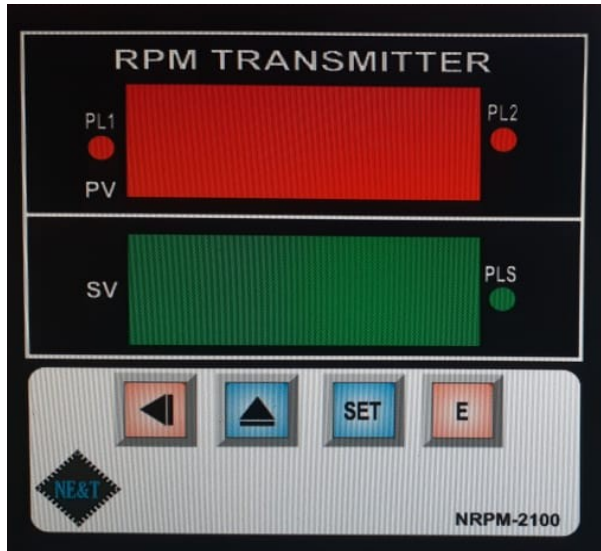 RPM TRANSMITTER
PL1
PL2
PV
SV
PLS
SET
E
NE&T
NRPM-2100